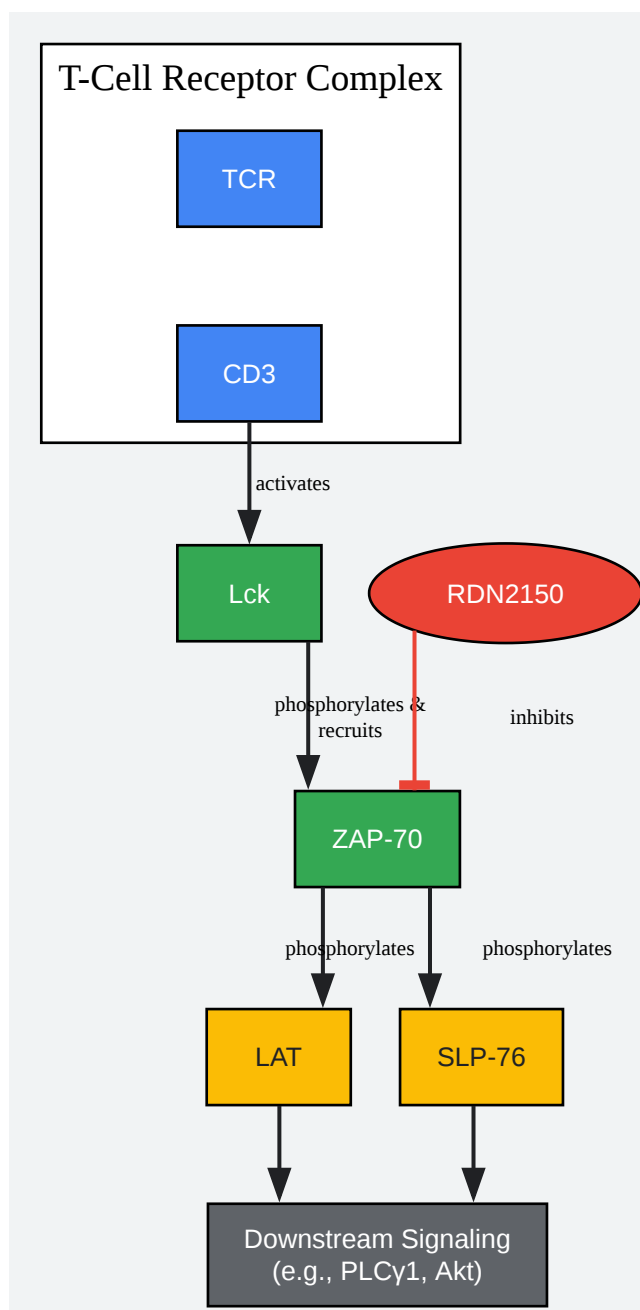 T-Cell Receptor Complex
TCR
CD3
activates
Lck
RDN2150
phosphorylates &
recruits
inhibits
ZAP-70
phosphorylates
phosphorylates
LAT
SLP-76
Downstream Signaling
(e.g., PLCγ1, Akt)